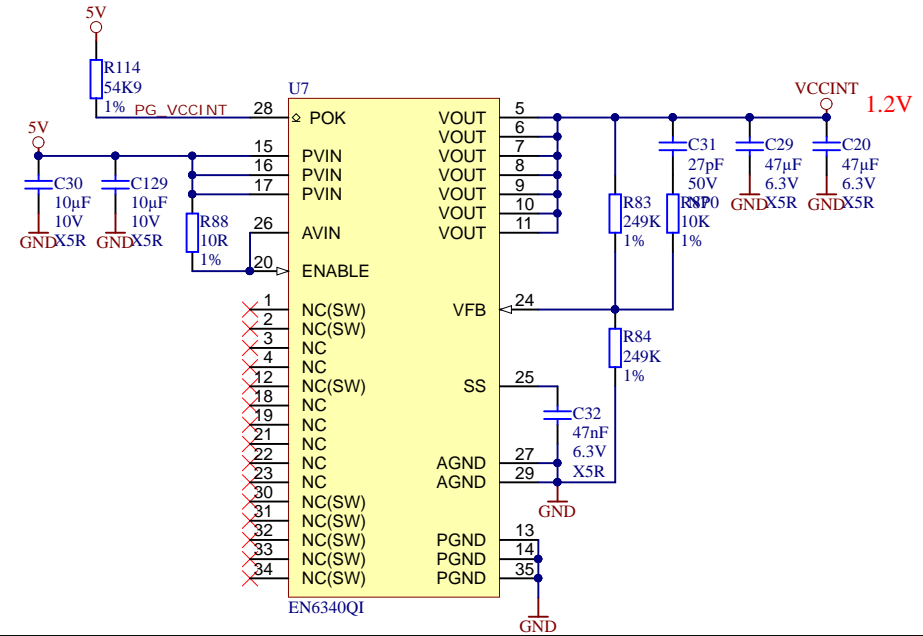 5V
R114
54K9
1%
PG_VCCINT
5V
C30
10µF
10V
X5R
GND
C129
10µF
10V
X5R
GND
R88
10R
1%
U7
28 POK
15 PVIN
16 PVIN
17 PVIN
26 AVIN
20 ENABLE
1 NC(SW)
2 NC(SW)
3 NC
4 NC
12 NC(SW)
18 NC
19 NC
21 NC
22 NC
23 NC
30 NC(SW)
31 NC(SW)
32 NC(SW)
33 NC(SW)
34 NC(SW)
VOUT 5
VOUT 6
VOUT 7
VOUT 8
VOUT 9
VOUT 10
VOUT 11
VFB 24
SS 25
AGND 27
AGND 29
PGND 13
PGND 14
PGND 35
EN6340QI
R83
249K
1%
C31
27pF
50V
NP0
10K
1%
C29
47µF
6.3V
X5R
GND
VCCINT
1.2V
C20
47µF
6.3V
X5R
GND
R84
249K
1%
C32
47nF
6.3V
X5R
GND
GND